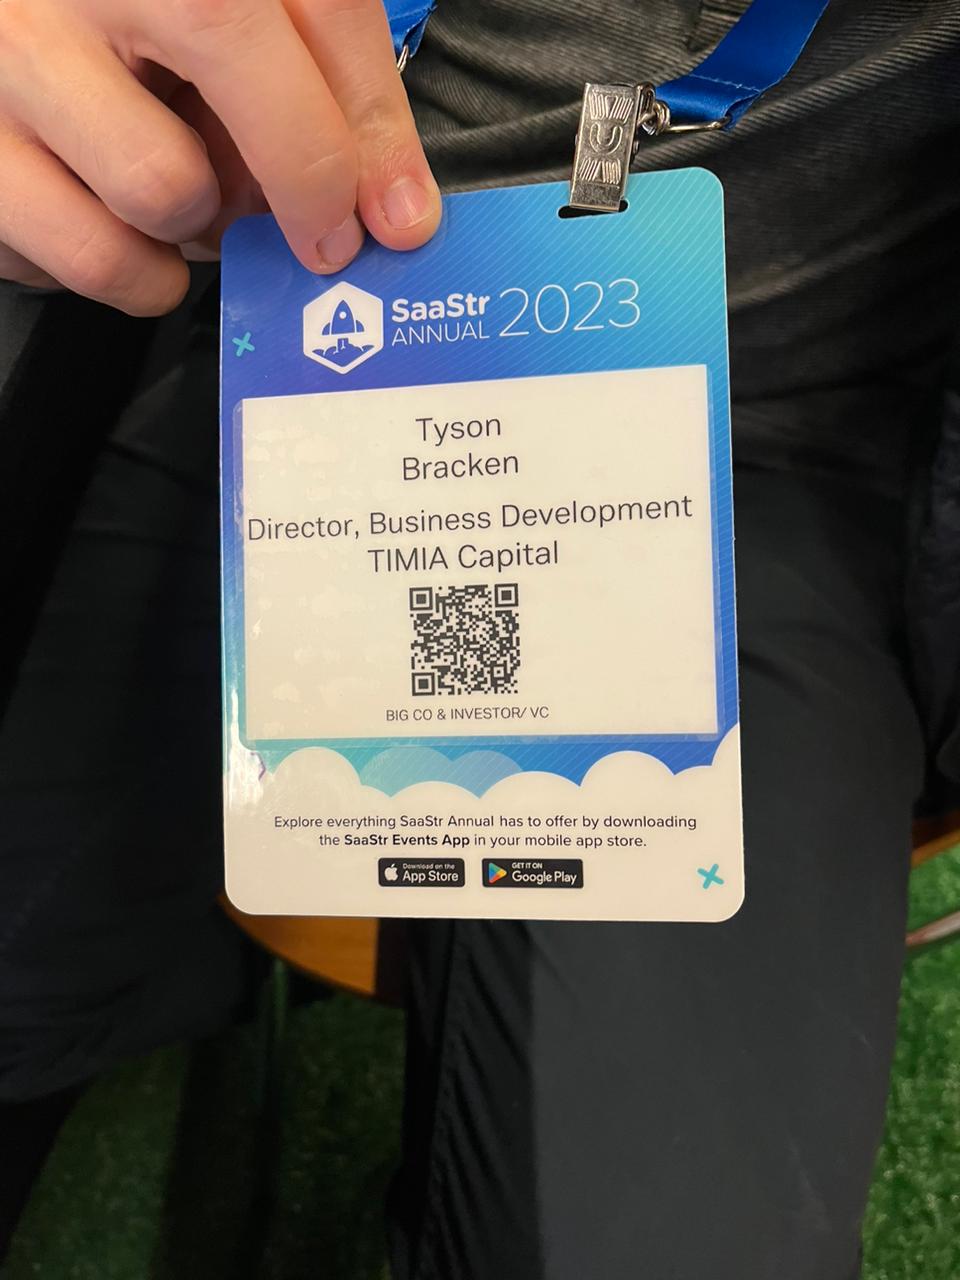 SaaStr
ANNUAL 2023
Tyson
Bracken
Director, Business Development
TIMIA Capital
BIG CO & INVESTOR/ VC
Explore everything SaaStr Annual has to offer by downloading
the SaaStr Events App in your mobile app store.
Download on the
App Store
GET IT ON
Google Play